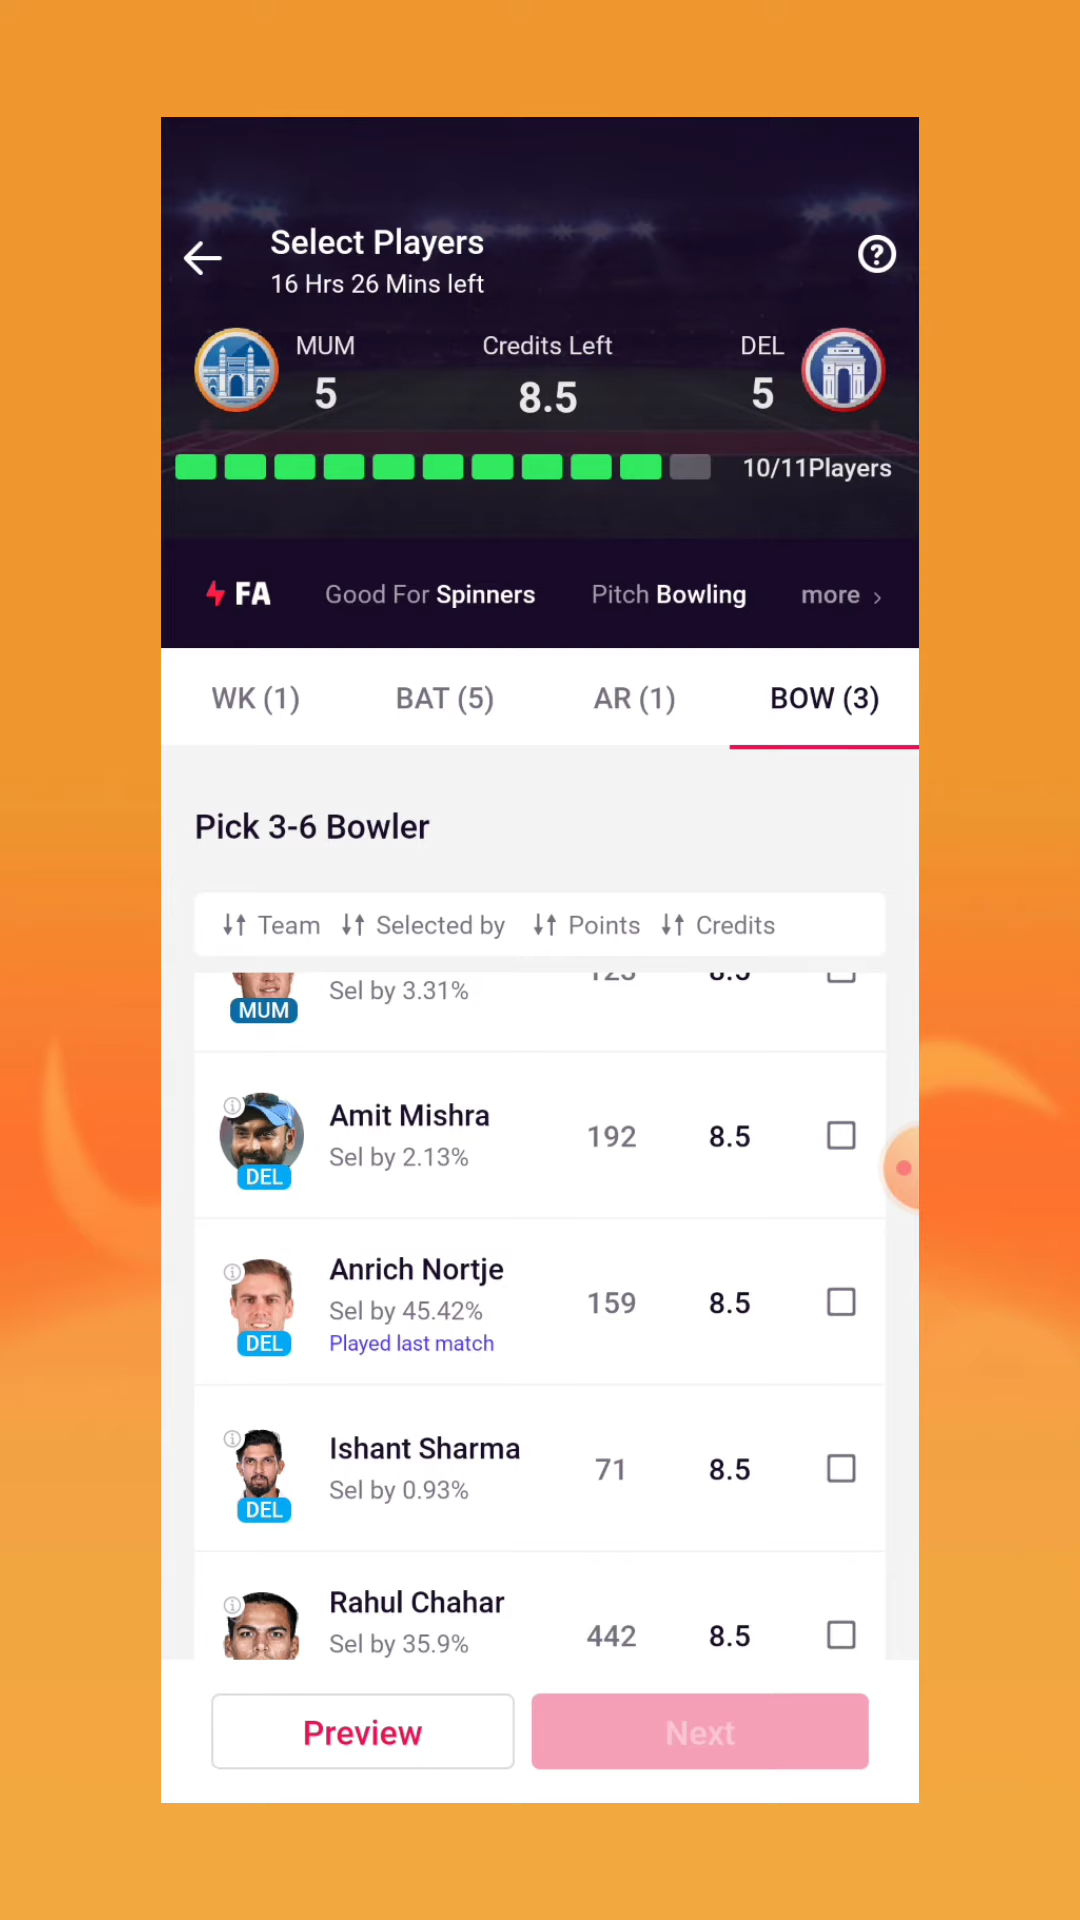 Select Players
16 Hrs 26 Mins left
MUM
5
Credits Left
8.5
DEL
5
10/11Players
FA
Good For Spinners
Pitch Bowling
more
WK (1)
BAT (5)
AR (1)
BOW (3)
Pick 3-6 Bowler
Team
Selected by
Points
Credits
MUM
Sel by 3.31%
Amit Mishra
Sel by 2.13%
DEL
192
8.5
Anrich Nortje
Sel by 45.42%
Played last match
DEL
159
8.5
Ishant Sharma
Sel by 0.93%
DEL
71
8.5
Rahul Chahar
Sel by 35.9%
442
8.5
Preview
Next